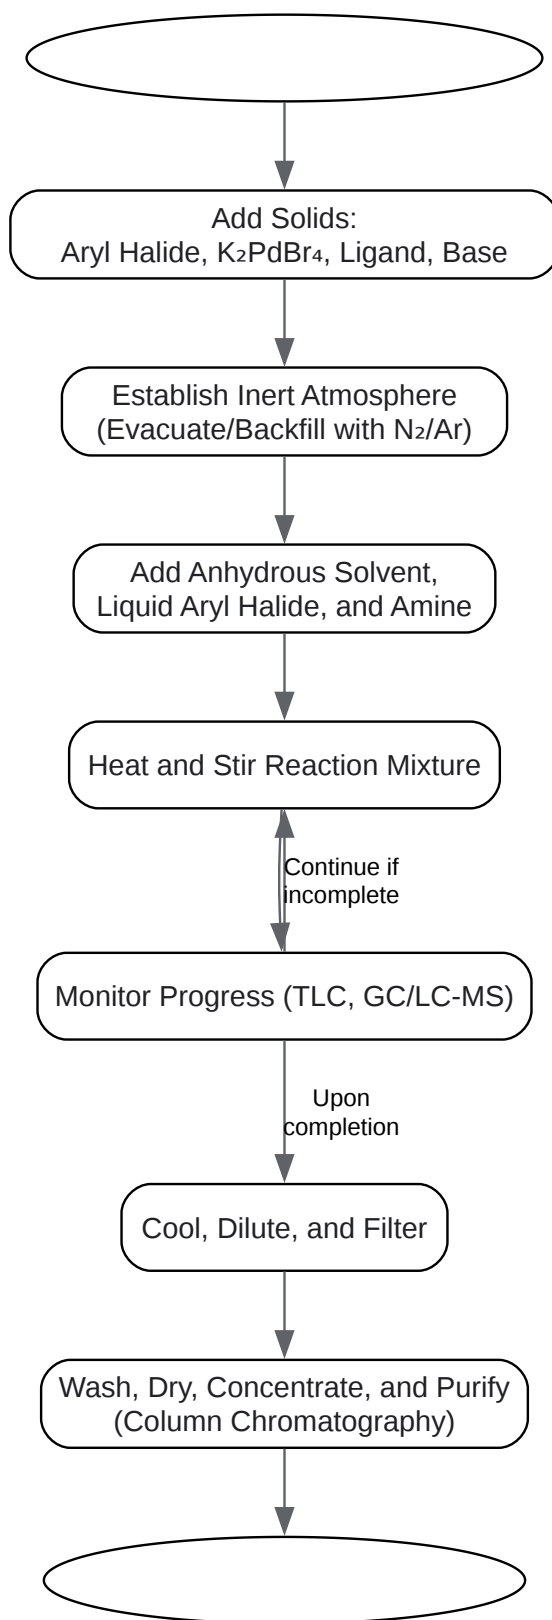 Add Solids:
Aryl Halide, K₂PdBr₄, Ligand, Base
Establish Inert Atmosphere
(Evacuate/Backfill with N₂/Ar)
Add Anhydrous Solvent,
Liquid Aryl Halide, and Amine
Heat and Stir Reaction Mixture
Continue if
incomplete
Monitor Progress (TLC, GC/LC-MS)
Upon
completion
Cool, Dilute, and Filter
Wash, Dry, Concentrate, and Purify
(Column Chromatography)